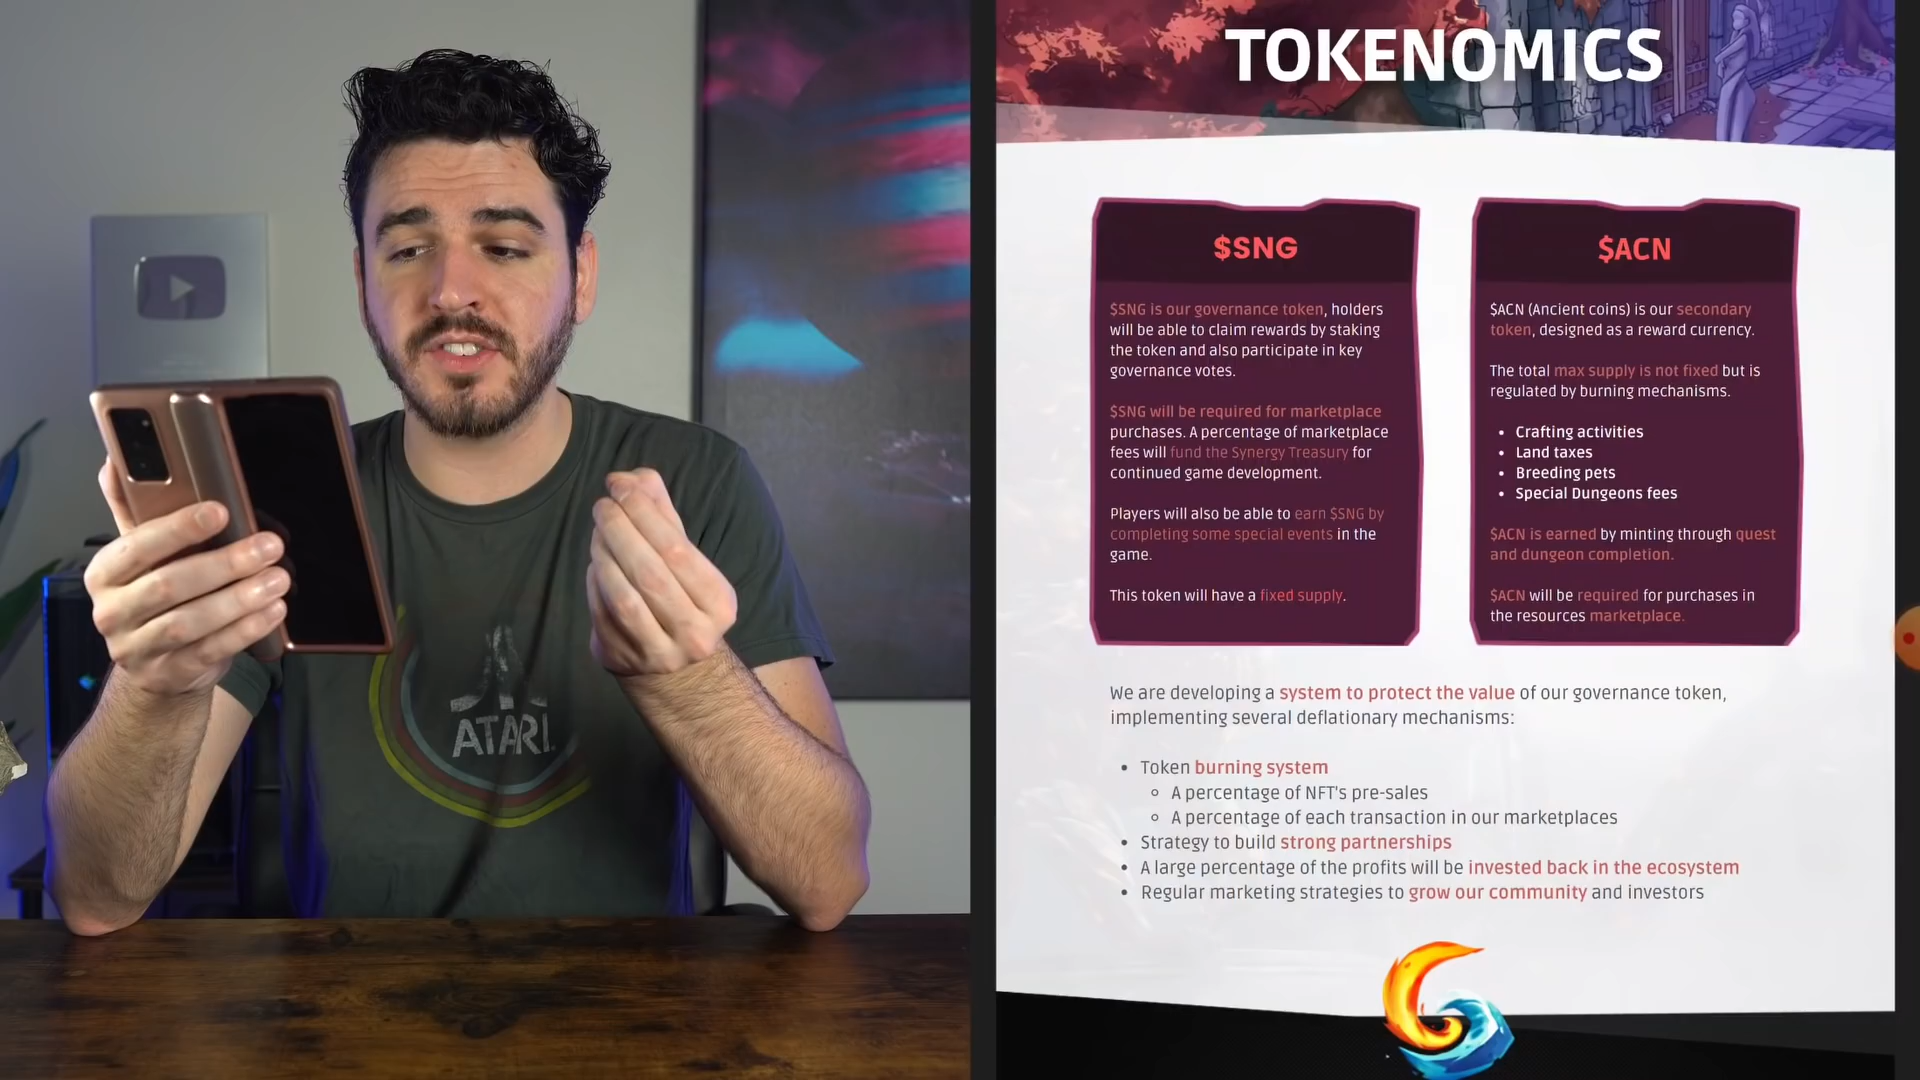 ATARI
TOKENOMICS
$SNG
$SNG is our governance token, holders
will be able to claim rewards by staking
the token and also participate in key
governance votes.
$SNG will be required for marketplace
purchases. A percentage of marketplace
fees will fund the Synergy Treasury for
continued game development.
Players will also be able to earn $SNG by
completing some special events in the
game.
This token will have a fixed supply.
$ACN
$ACN (Ancient coins) is our secondary
token, designed as a reward currency.
The total max supply is not fixed but is
regulated by burning mechanisms.
• Crafting activities
• Land taxes
• Breeding pets
• Special Dungeons fees
$ACN is earned by minting through quest
and dungeon completion.
$ACN will be required for purchases in
the resources marketplace.
We are developing a system to protect the value of our governance token,
implementing several deflationary mechanisms:
• Token burning system
◦ A percentage of NFT's pre-sales
◦ A percentage of each transaction in our marketplaces
• Strategy to build strong partnerships
• A large percentage of the profits will be invested back in the ecosystem
• Regular marketing strategies to grow our community and investors